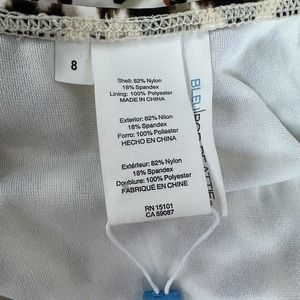 8
Shell: 82% Nylon
18% Spandex
Lining: 100% Polyester
MADE IN CHINA
Exterior: 82% Nilon
18% Spandex
Forro: 100% Poliester
HECHO EN CHINA
Extérieur: 82% Nylon
18% Spandex
Doublure: 100% Polyester
FABRIQUÉ EN CHINE
RN 15101
CA 59087
BLEU